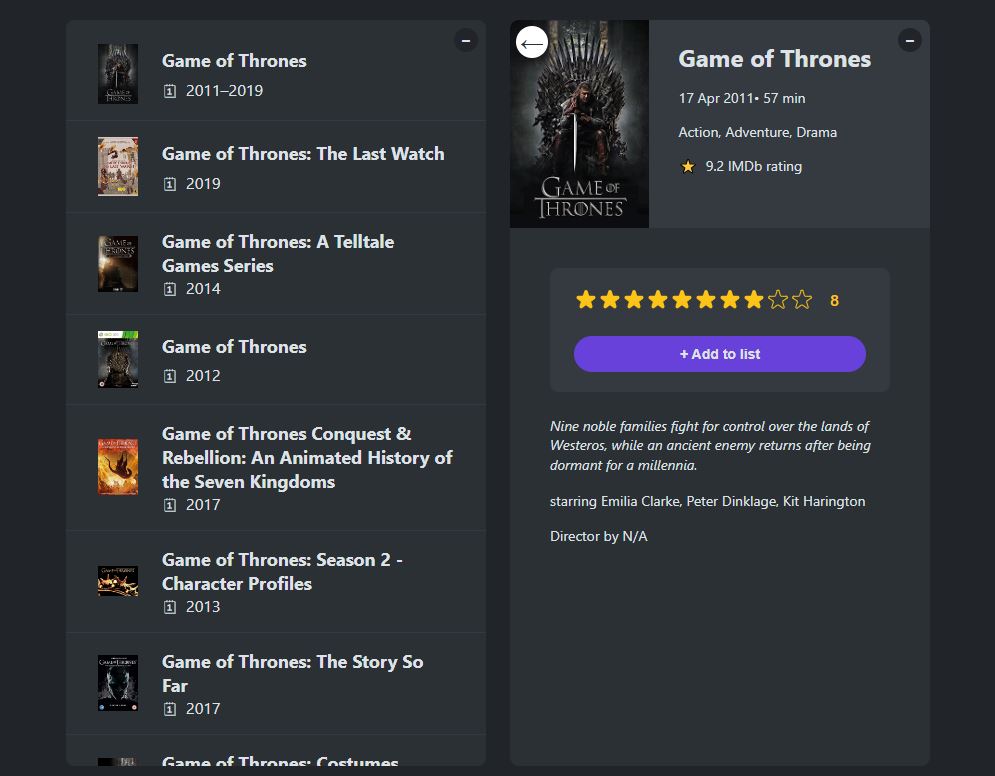 Game of Thrones
2011–2019
Game of Thrones: The Last Watch
2019
Game of Thrones: A Telltale
Games Series
2014
Game of Thrones
2012
Game of Thrones Conquest &
Rebellion: An Animated History of
the Seven Kingdoms
2017
Game of Thrones: Season 2 -
Character Profiles
2013
Game of Thrones: The Story So
Far
2017
Game of Thrones: Costumes
GAME OF
THRONES
Game of Thrones
17 Apr 2011• 57 min
Action, Adventure, Drama
9.2 IMDb rating
8
+ Add to list
Nine noble families fight for control over the lands of
Westeros, while an ancient enemy returns after being
dormant for a millennia.
starring Emilia Clarke, Peter Dinklage, Kit Harington
Director by N/A